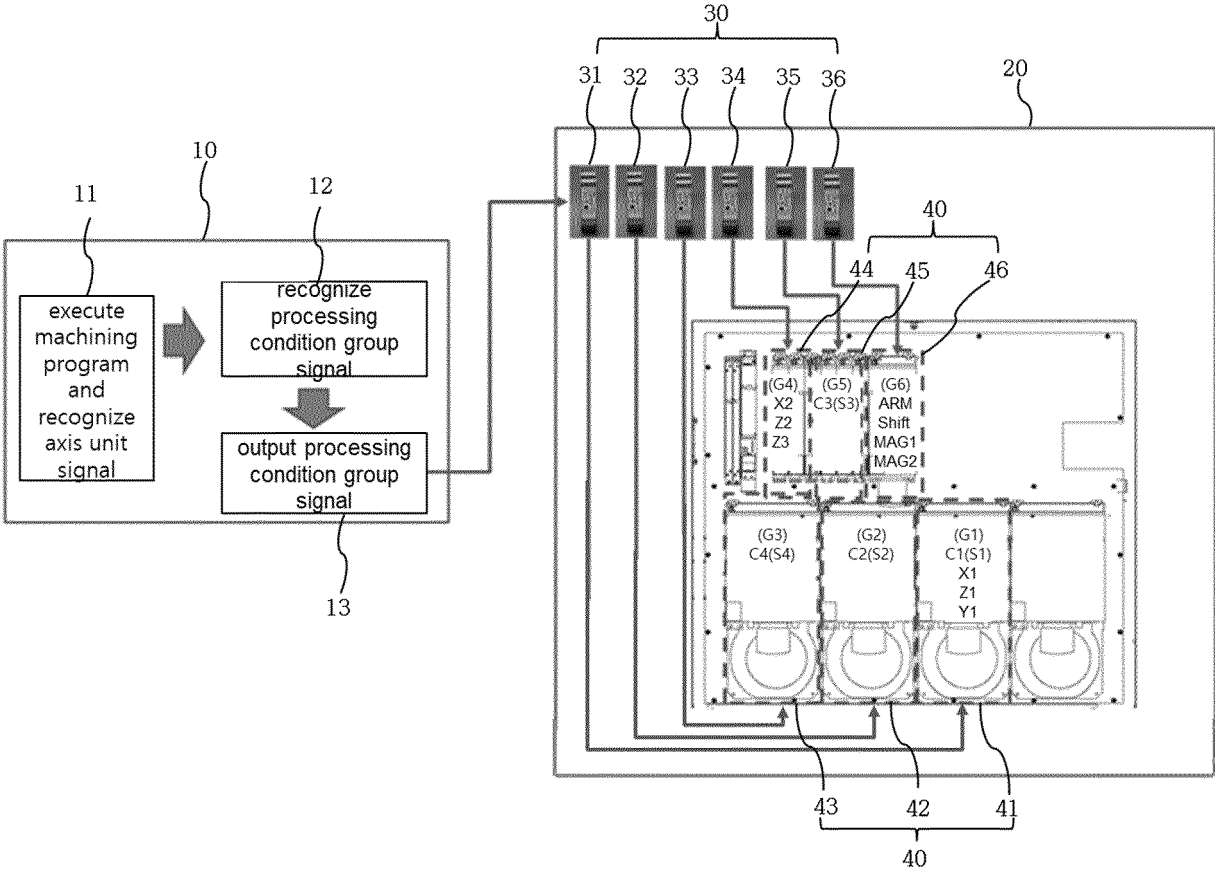 30
31 32 33 34 35 36
20
10
11
12
40
44 45 46
execute
machining
program
and
recognize
axis unit
signal
recognize
processing
condition group
signal
output processing
condition group
signal
13
(G4)
X2
Z2
Z3
(G5)
C3(S3)
(G6)
ARM
Shift
MAG1
MAG2
(G3)
C4(S4)
(G2)
C2(S2)
(G1)
C1(S1)
X1
Z1
Y1
43 42 41
40